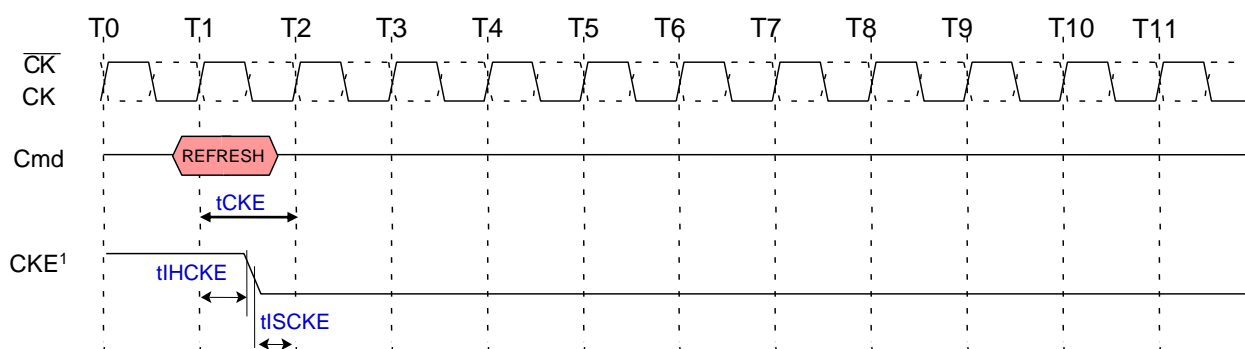 T0 T1 T2 T3 T4 T5 T6 T7 T8 T9 T10 T11
CK
CK
Cmd REFRESH
tCKE
CKE1
tIHCKE
tISCKE